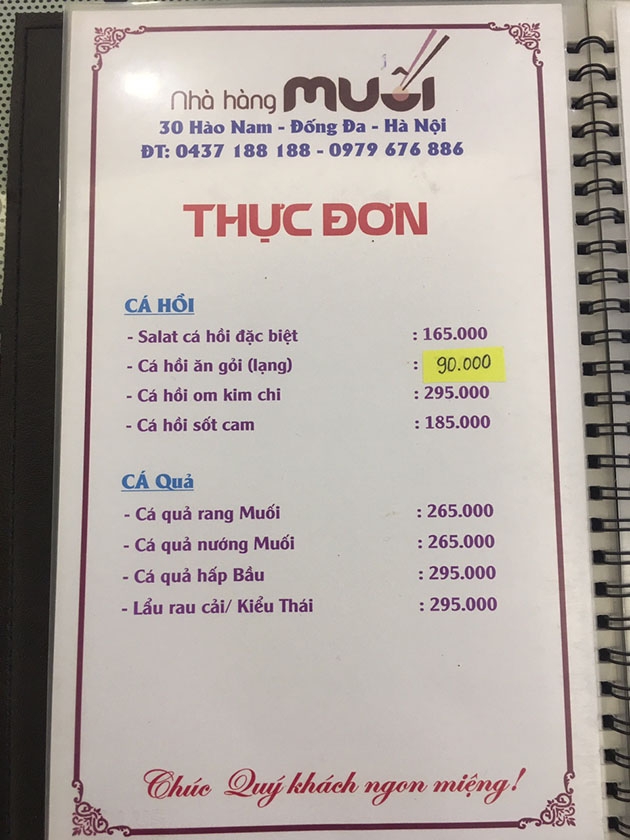 Nhà hàng muối
30 Hào Nam - Đống Đa - Hà Nội
ĐT: 0437 188 188 - 0979 676 886
THỰC ĐƠN
CÁ HỒI
- Salat cá hồi đặc biệt : 165.000
- Cá hồi ăn gỏi (lạng) : 90.000
- Cá hồi om kim chi : 295.000
- Cá hồi sốt cam : 185.000
CÁ Quả
- Cá quả rang Muối : 265.000
- Cá quả nướng Muối : 265.000
- Cá quả hấp Bầu : 295.000
- Lẩu rau cải/ Kiểu Thái : 295.000
Chúc Quý khách ngon miệng!